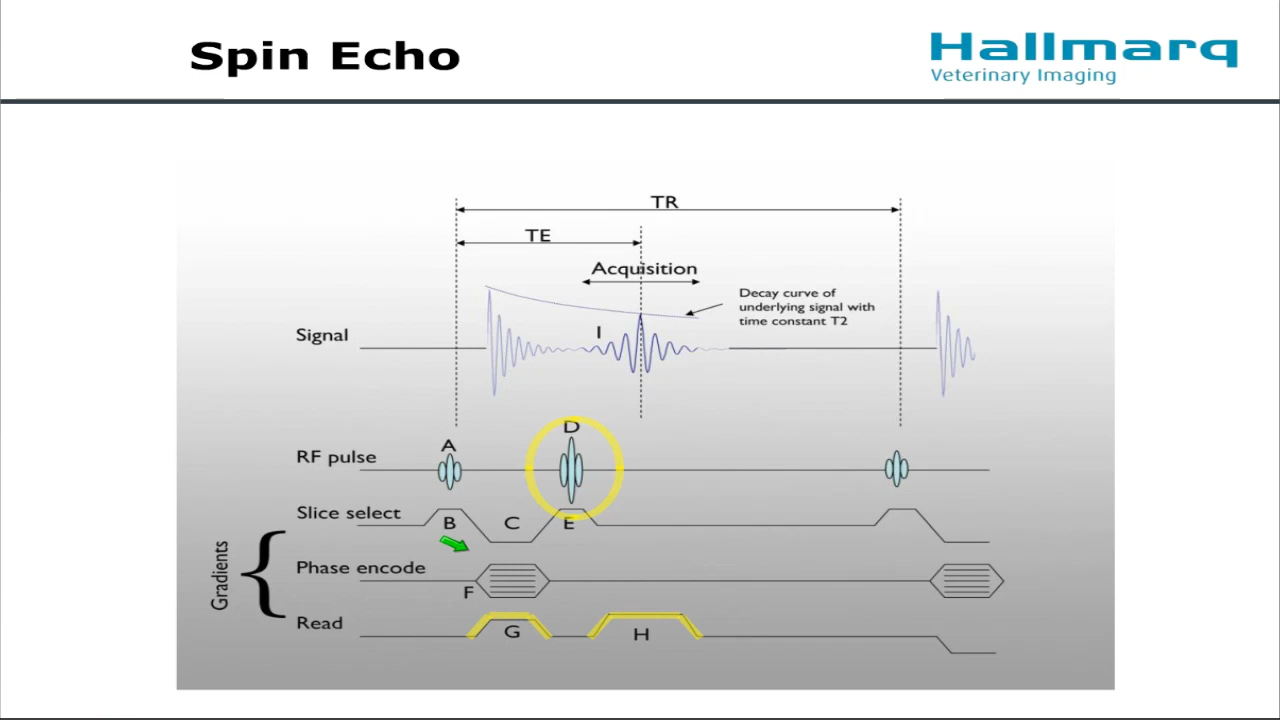 Spin Echo
Hallmarq
Veterinary Imaging
TR
TE
Acquisition
Decay curve of
underlying signal with
time constant T2
I
Signal
D
A
RF pulse
Slice select
B
C
E
Gradients
Phase encode
F
Read
G
H